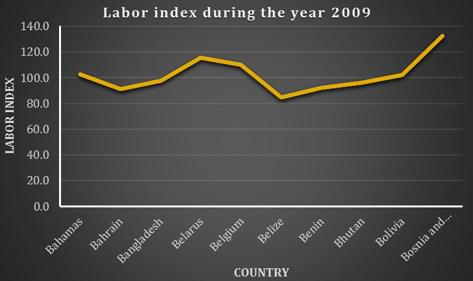 Labor index during the year 2009
140.0
120.0
100.0
80.0
60.0
40.0
20.0
0.0
LABOR INDEX
Bahamas
Bahrain
Bangladesh
Belarus
Belgium
Belize
Benin
Bhutan
Bolivia
Bosnia and...
COUNTRY